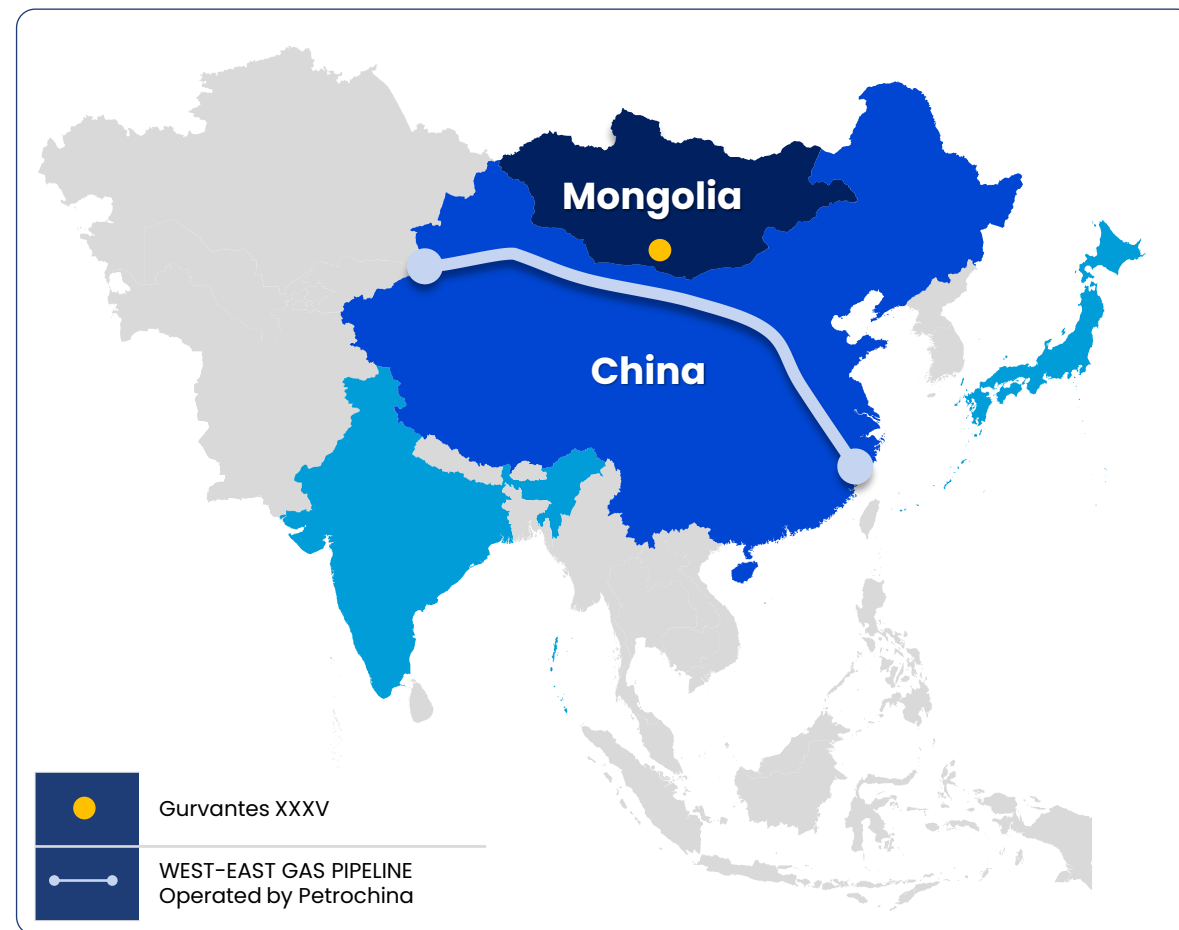 Mongolia
China
Gurvantes XXXV
WEST-EAST GAS PIPELINE
Operated by Petrochina